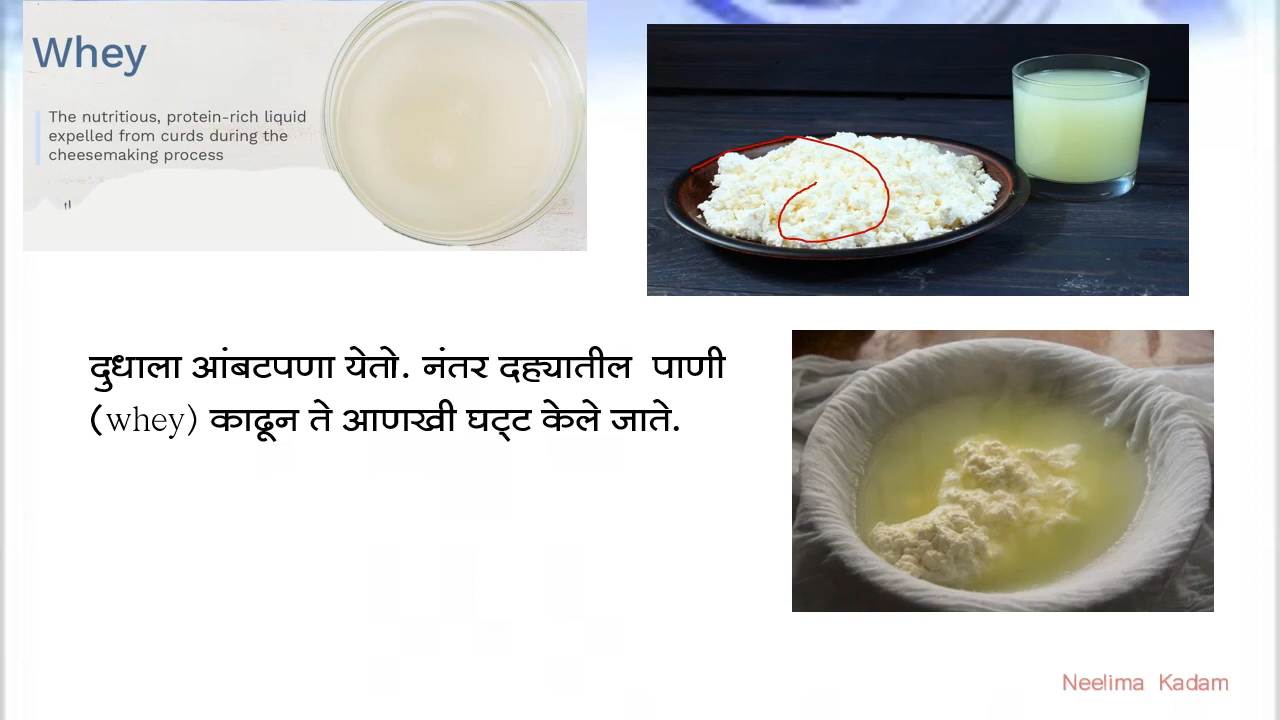 Whey
The nutritious, protein-rich liquid
expelled from curds during the
cheesemaking process
दुधाला आंबटपणा येतो. नंतर दह्यातील पाणी
(whey) काढून ते आणखी घट्ट केले जाते.
Neelima Kadam